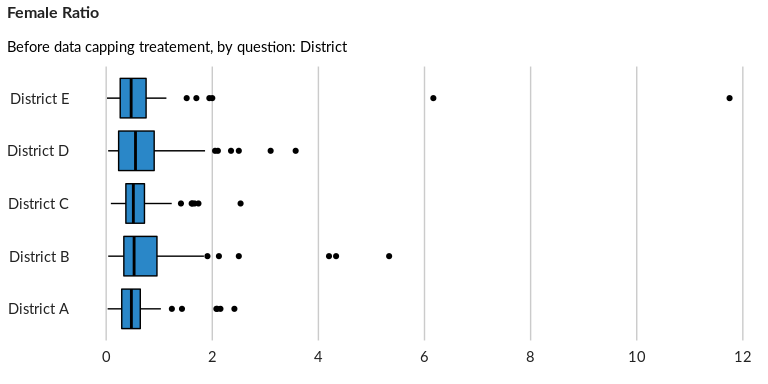 Female Ratio
Before data capping treatement, by question: District
District E
District D
District C
District B
District A
0 2 4 6 8 10 12